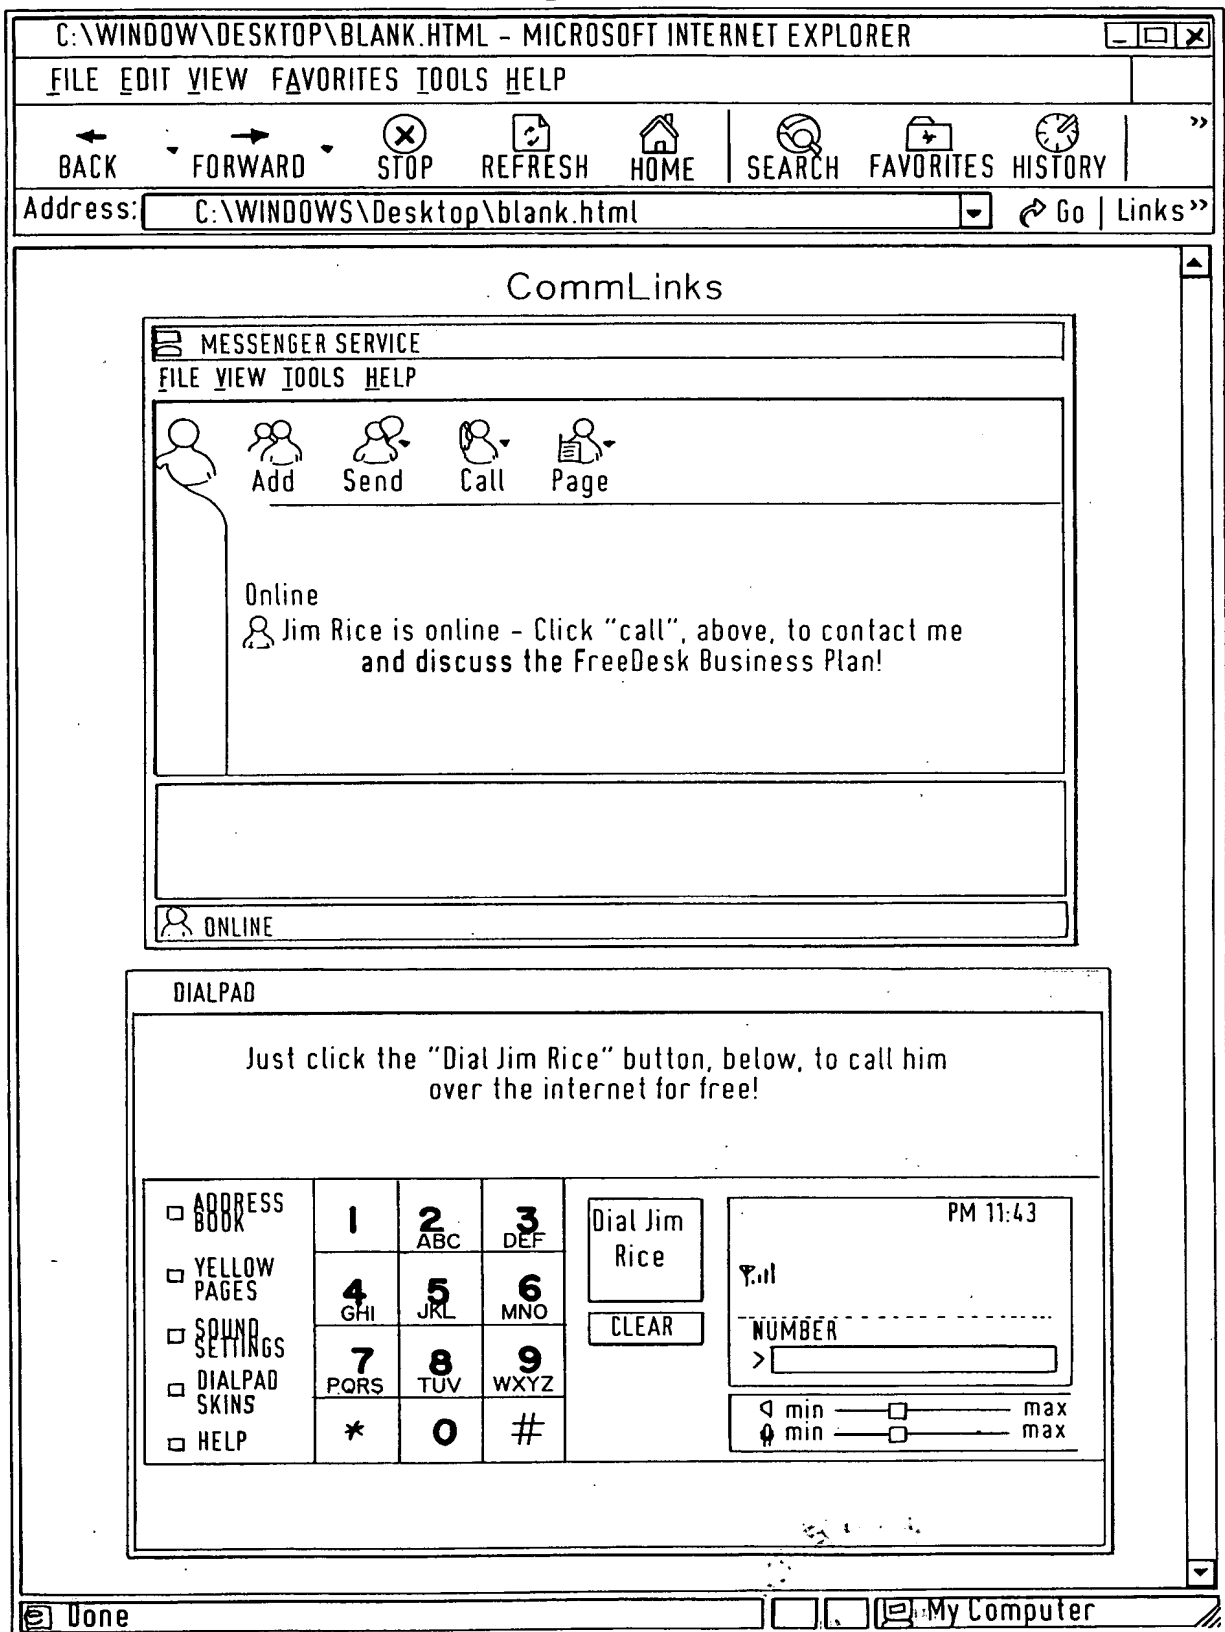 C:\WINDOW\DESKTOP\BLANK.HTML - MICROSOFT INTERNET EXPLORER
FILE EDIT VIEW FAVORITES TOOLS HELP
BACK FORWARD STOP REFRESH HOME SEARCH FAVORITES HISTORY »
Address: C:\WINDOWS\Desktop\blank.html Go Links»
CommLinks
MESSENGER SERVICE
FILE VIEW TOOLS HELP
Add Send Call Page
Online
Jim Rice is online - Click "call", above, to contact me
and discuss the FreeDesk Business Plan!
ONLINE
DIALPAD
Just click the "Dial Jim Rice" button, below, to call him
over the internet for free!
ADDRESS
BOOK
YELLOW
PAGES
SOUND
SETTINGS
DIALPAD
SKINS
HELP
1 2 3
ABC DEF
4 5 6
GHI JKL MNO
7 8 9
PQRS TUV WXYZ
* 0 #
Dial Jim
Rice
CLEAR
PM 11:43
NUMBER
>
min max
min max
Done My Computer